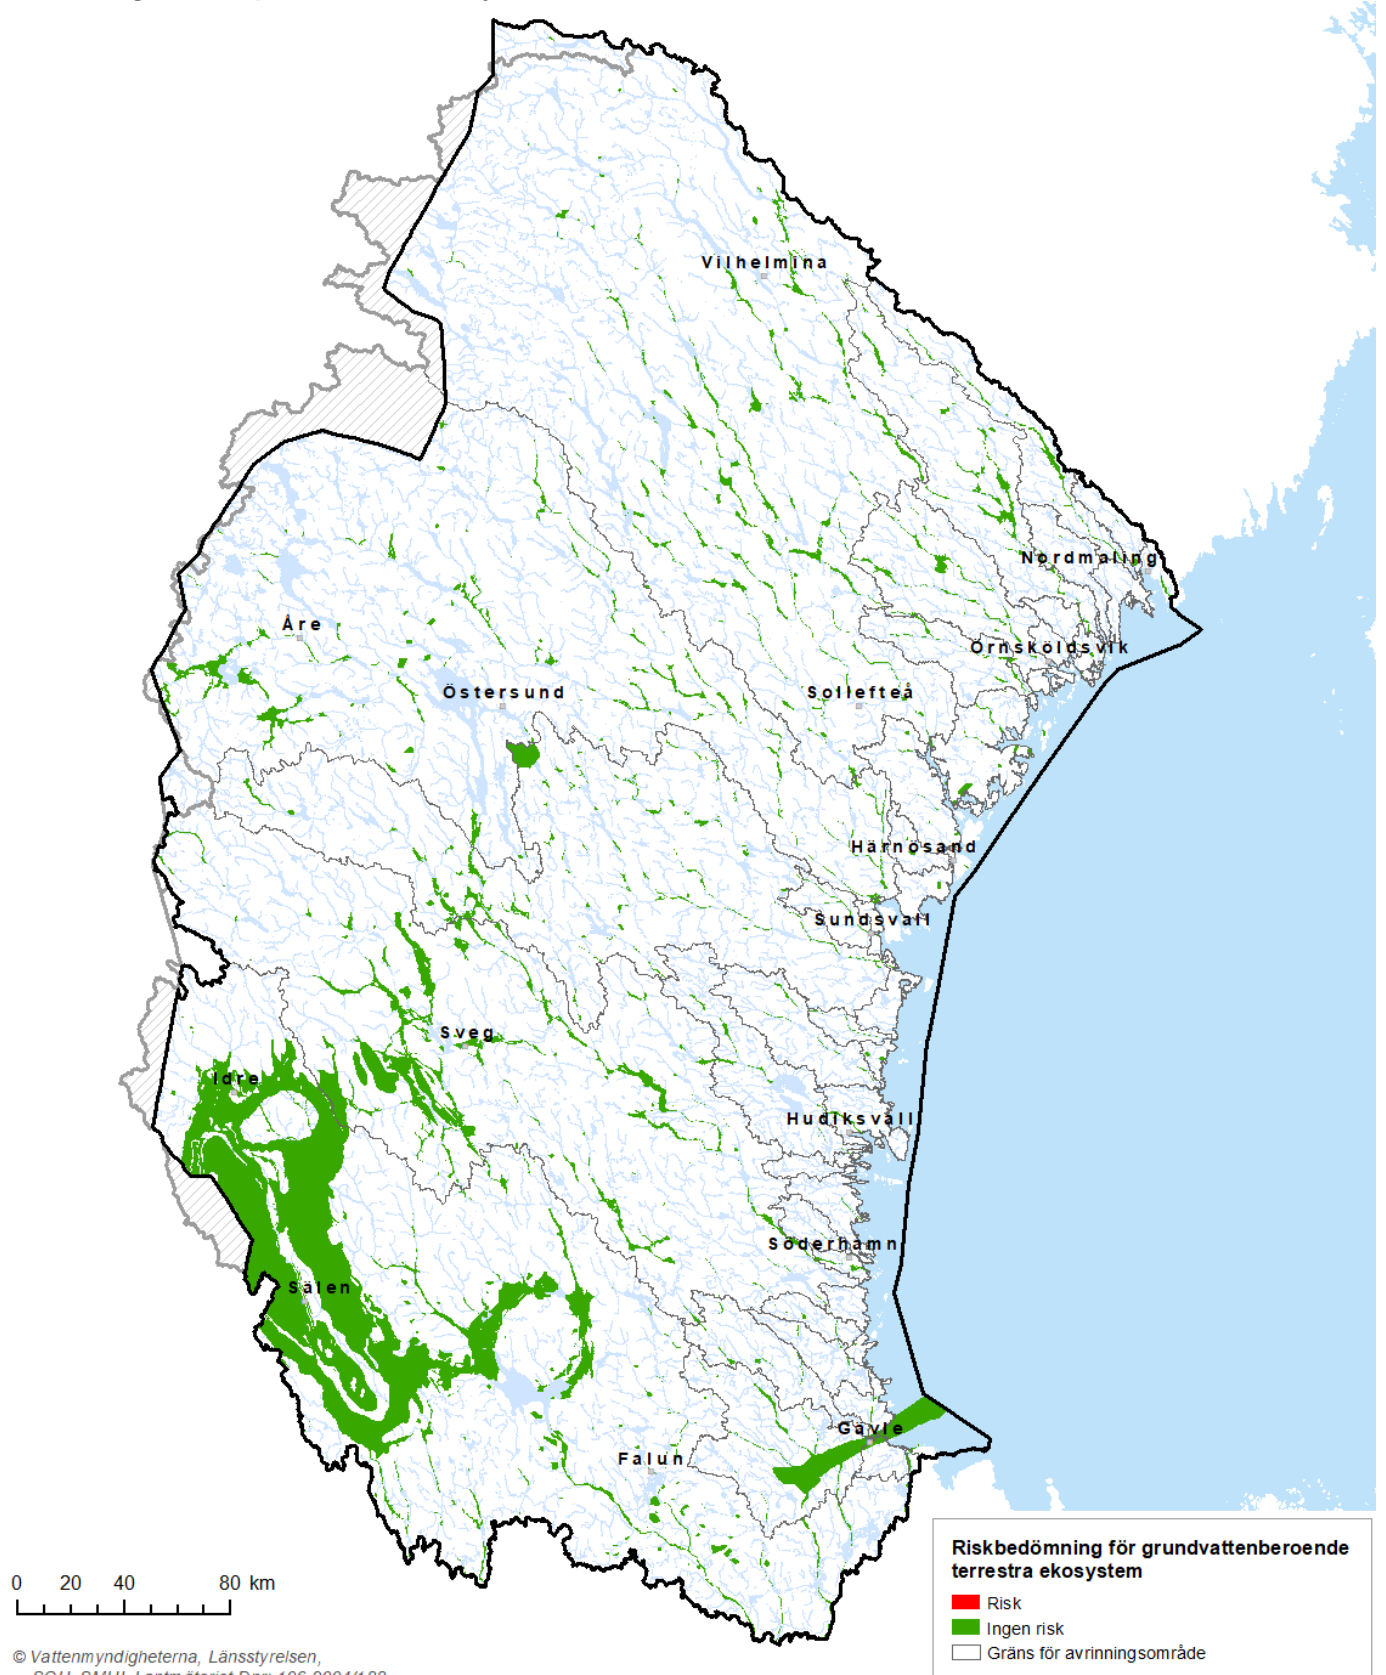 Vilhelmina
Nordmaling
Åre
Örnsköldsvik
Östersund
Sollefteå
Härnösand
Sundsvall
Sveg
Idre
Hudiksvall
Söderhamn
Sälen
Gävle
Falun
Riskbedömning för grundvattenberoende
terrestra ekosystem
Risk
Ingen risk
Gräns för avrinningsområde
0 20 40 80 km
© Vattenmyndigheterna, Länsstyrelsen,